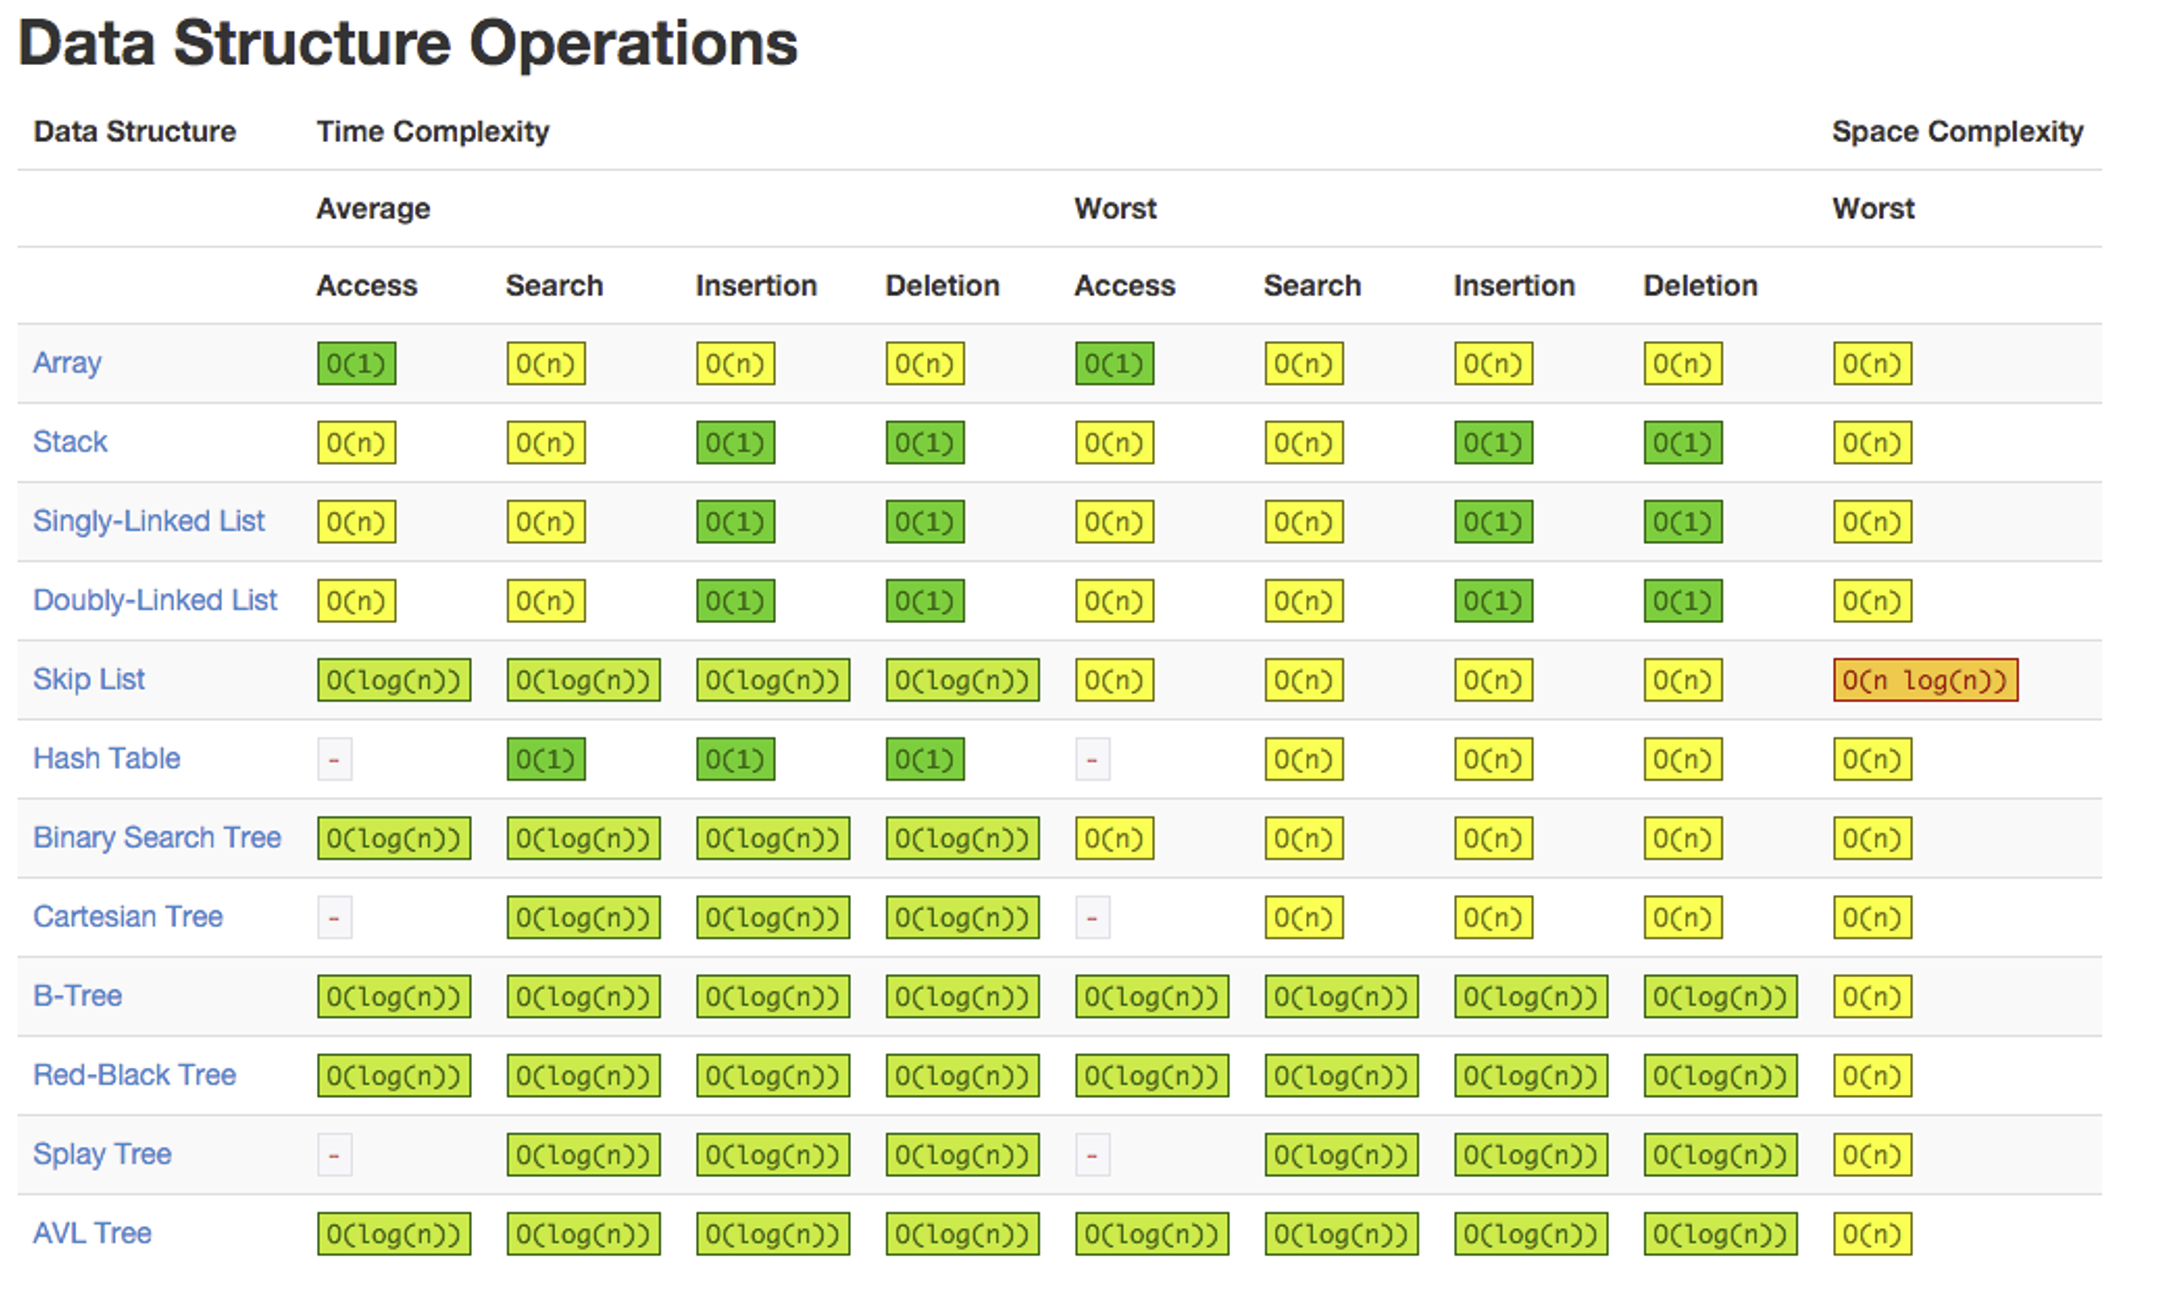 Data Structure Operations
Data Structure Time Complexity Space Complexity
Average Worst Worst
Access Search Insertion Deletion Access Search Insertion Deletion
Array O(1) O(n) O(n) O(n) O(1) O(n) O(n) O(n) O(n)
Stack O(n) O(n) O(1) O(1) O(n) O(n) O(1) O(1) O(n)
Singly-Linked List O(n) O(n) O(1) O(1) O(n) O(n) O(1) O(1) O(n)
Doubly-Linked List O(n) O(n) O(1) O(1) O(n) O(n) O(1) O(1) O(n)
Skip List O(log(n)) O(log(n)) O(log(n)) O(log(n)) O(n) O(n) O(n) O(n) O(n log(n))
Hash Table - O(1) O(1) O(1) - O(n) O(n) O(n) O(n)
Binary Search Tree O(log(n)) O(log(n)) O(log(n)) O(log(n)) O(n) O(n) O(n) O(n) O(n)
Cartesian Tree - O(log(n)) O(log(n)) O(log(n)) - O(n) O(n) O(n) O(n)
B-Tree O(log(n)) O(log(n)) O(log(n)) O(log(n)) O(log(n)) O(log(n)) O(log(n)) O(log(n)) O(n)
Red-Black Tree O(log(n)) O(log(n)) O(log(n)) O(log(n)) O(log(n)) O(log(n)) O(log(n)) O(log(n)) O(n)
Splay Tree - O(log(n)) O(log(n)) O(log(n)) - O(log(n)) O(log(n)) O(log(n)) O(n)
AVL Tree O(log(n)) O(log(n)) O(log(n)) O(log(n)) O(log(n)) O(log(n)) O(log(n)) O(log(n)) O(n)